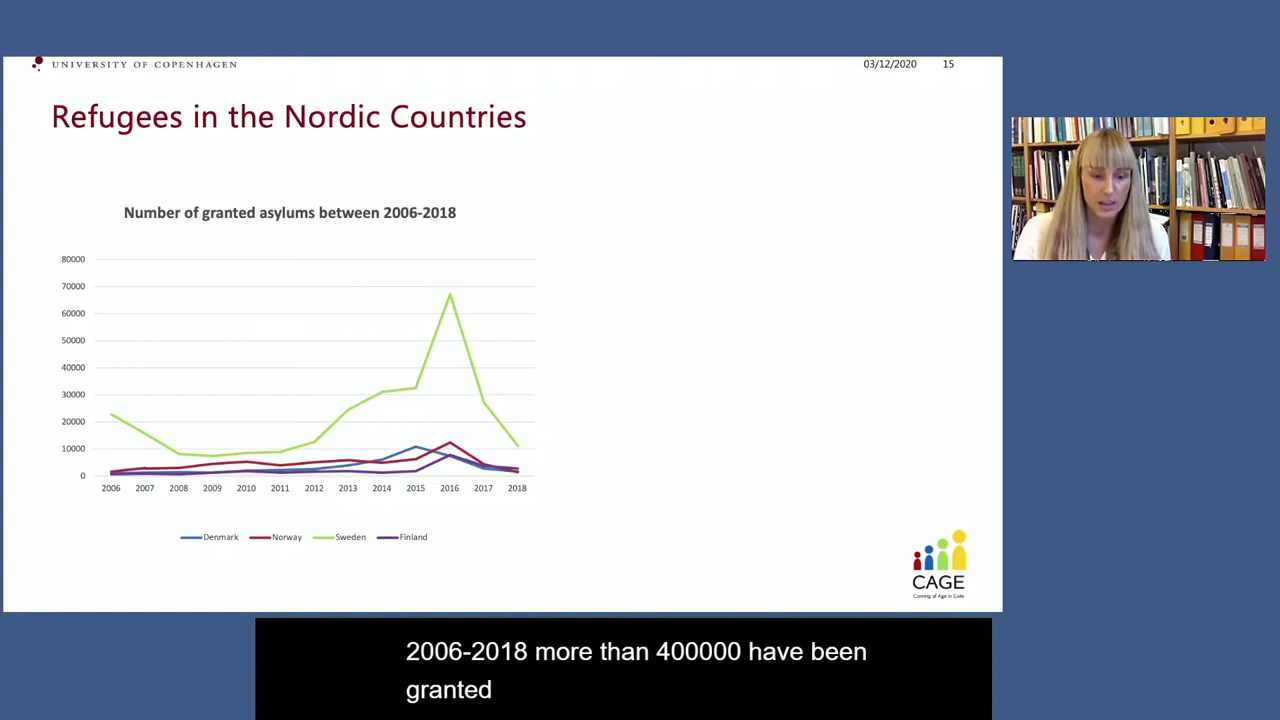 UNIVERSITY OF COPENHAGEN
03/12/2020 15
Refugees in the Nordic Countries
Number of granted asylums between 2006-2018
80000
70000
60000
50000
40000
30000
20000
10000
0
2006 2007 2008 2009 2010 2011 2012 2013 2014 2015 2016 2017 2018
Denmark Norway Sweden Finland
CAGE
Coming of Age in Exile
2006-2018 more than 400000 have been
granted